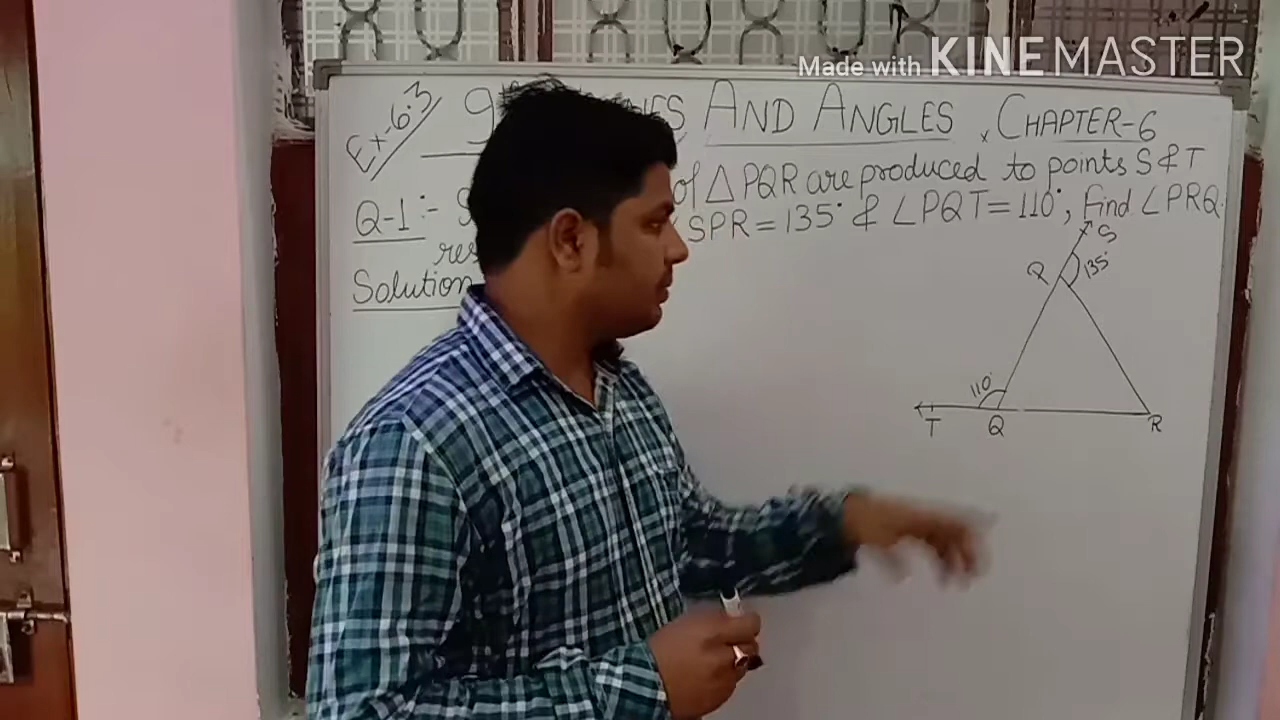 Made with KINEMASTER
Ex-6.3 AND ANGLES, CHAPTER-6
Q-1:- of △PQR are produced to points S & T
SPR = 135° & ∠PQT = 110°, find ∠PRQ.
Solution
S
P 135°
110°
T Q R